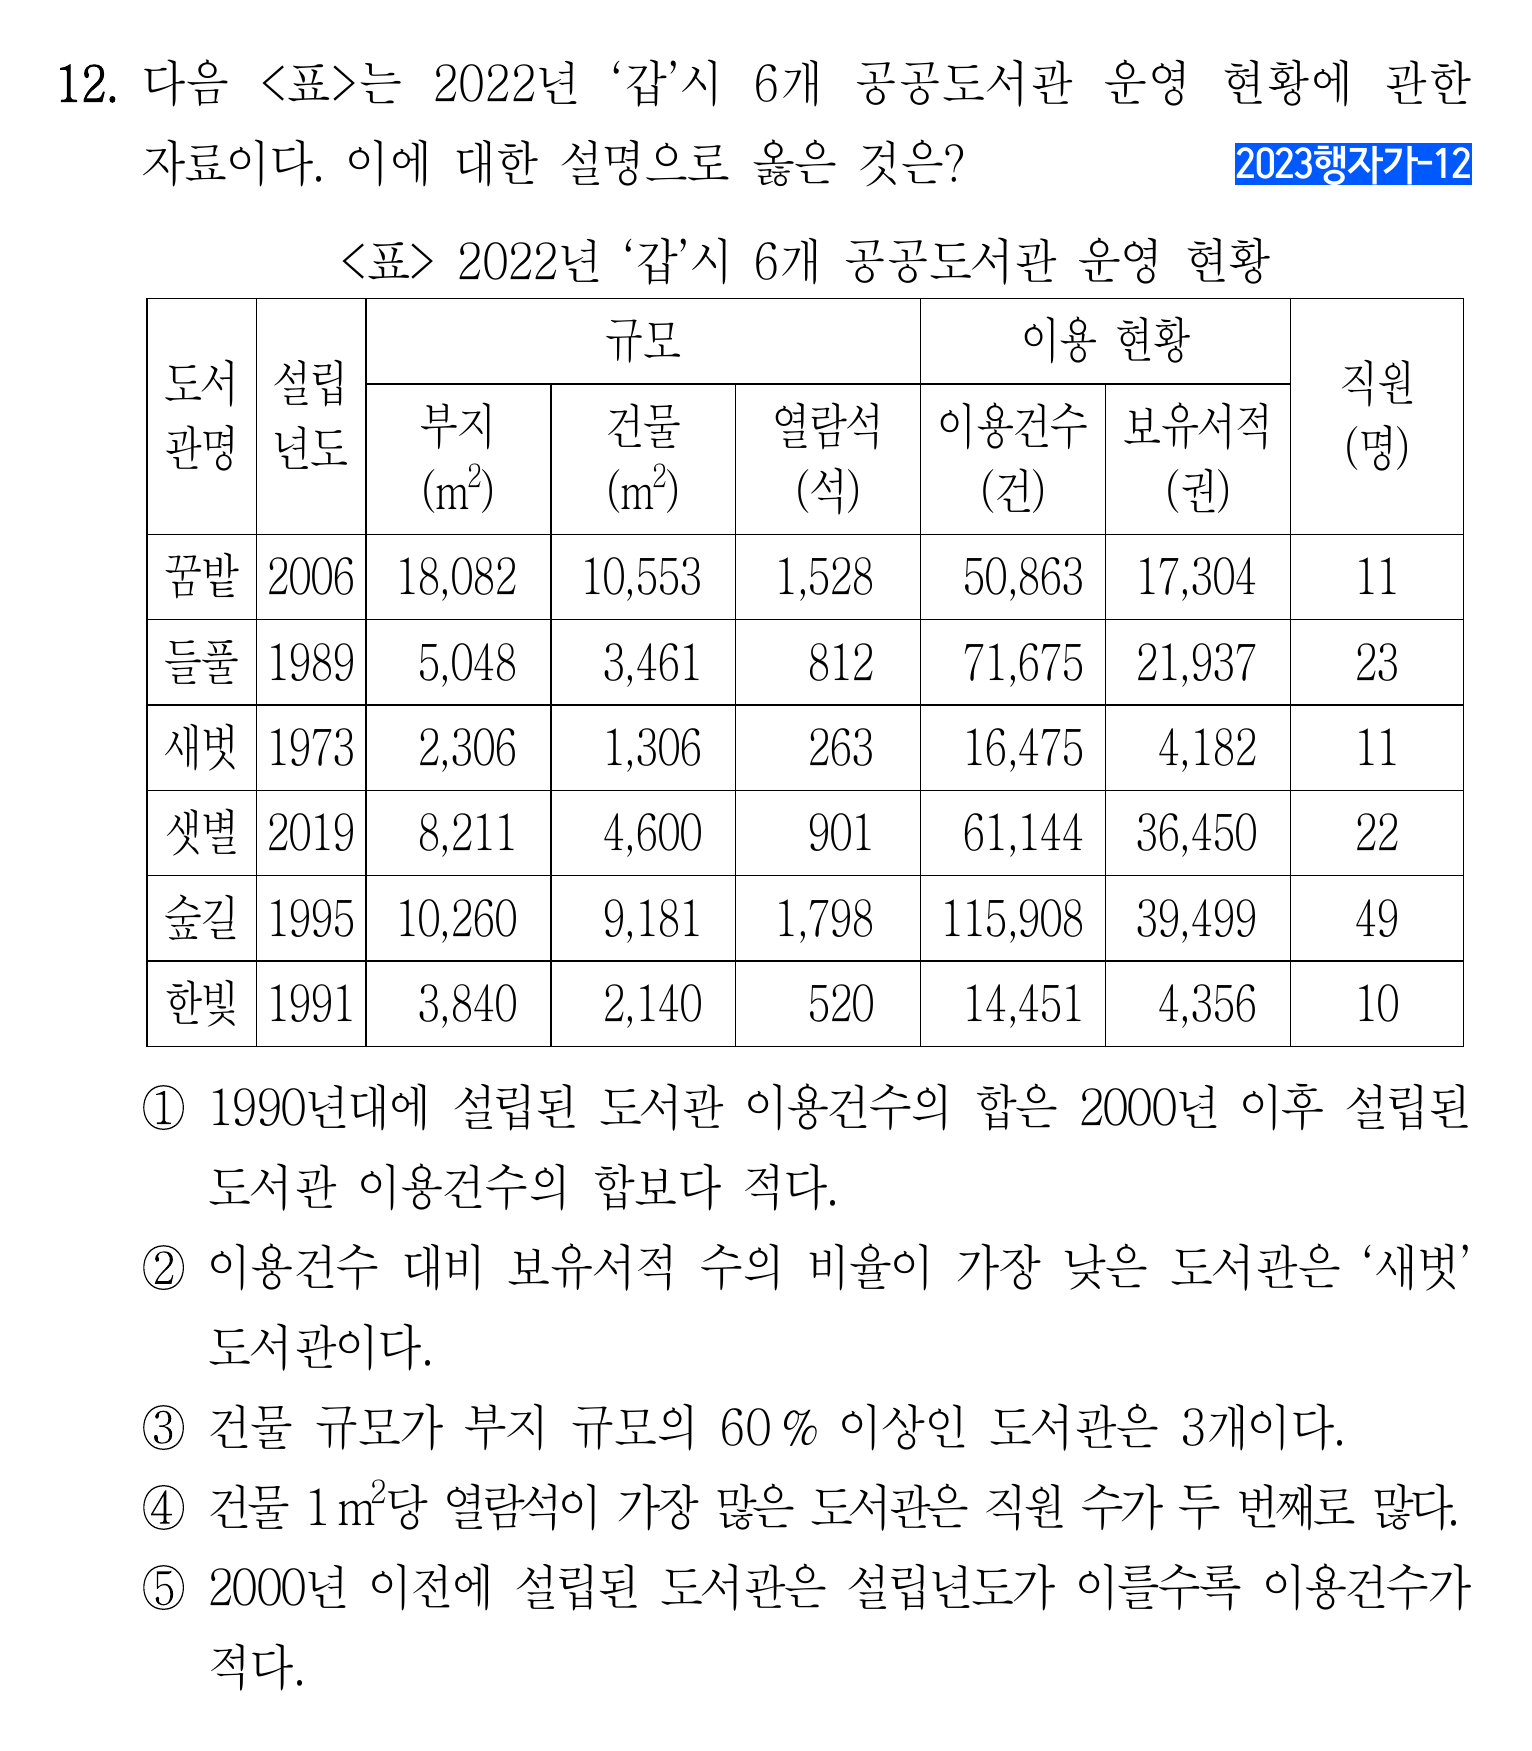 12. 다음 <표>는 2022년 ‘갑’시 6개 공공도서관 운영 현황에 관한
자료이다. 이에 대한 설명으로 옳은 것은? 2023행자가-12
<표> 2022년 ‘갑’시 6개 공공도서관 운영 현황
도서관명 설립년도 규모 이용 현황 직원(명)
부지(m²) 건물(m²) 열람석(석) 이용건수(건) 보유서적(권)
꿈밭 2006 18,082 10,553 1,528 50,863 17,304 11
들풀 1989 5,048 3,461 812 71,675 21,937 23
새벗 1973 2,306 1,306 263 16,475 4,182 11
샛별 2019 8,211 4,600 901 61,144 36,450 22
숲길 1995 10,260 9,181 1,798 115,908 39,499 49
한빛 1991 3,840 2,140 520 14,451 4,356 10
① 1990년대에 설립된 도서관 이용건수의 합은 2000년 이후 설립된
도서관 이용건수의 합보다 적다.
② 이용건수 대비 보유서적 수의 비율이 가장 낮은 도서관은 ‘새벗’
도서관이다.
③ 건물 규모가 부지 규모의 60% 이상인 도서관은 3개이다.
④ 건물 1m²당 열람석이 가장 많은 도서관은 직원 수가 두 번째로 많다.
⑤ 2000년 이전에 설립된 도서관은 설립년도가 이를수록 이용건수가
적다.